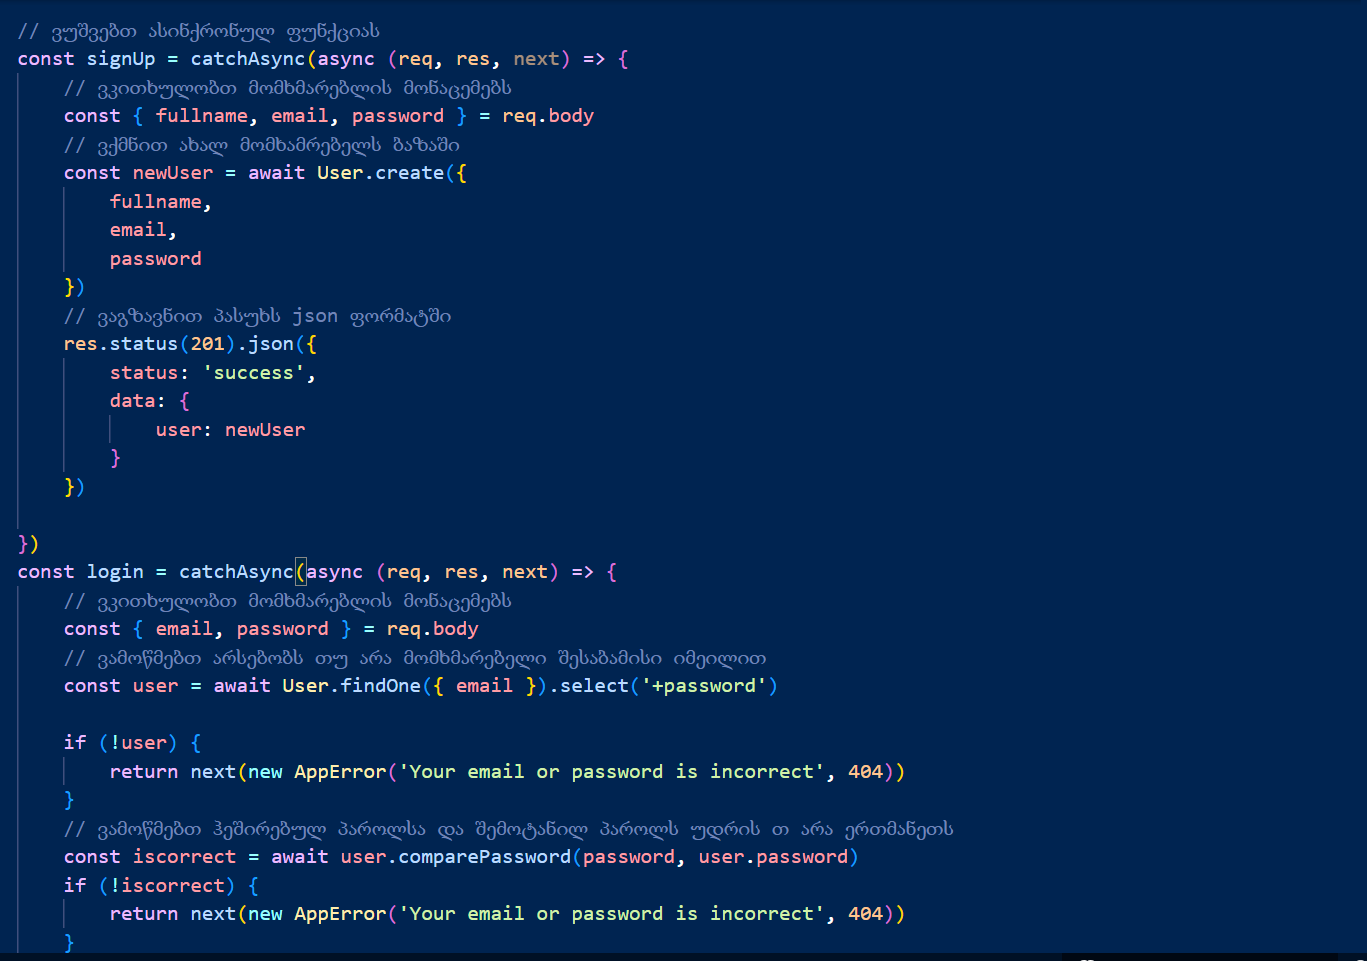 // ვუშვებთ ასინქრონულ ფუნქციას
const signUp = catchAsync(async (req, res, next) => {
// ვკითხულობთ მომხმარებლის მონაცემებს
const { fullname, email, password } = req.body
// ვქმნით ახალ მომხამრებელს ბაზაში
const newUser = await User.create({
fullname,
email,
password
})
// ვაგზავნით პასუხს json ფორმატში
res.status(201).json({
status: 'success',
data: {
user: newUser
}
})
})
const login = catchAsync(async (req, res, next) => {
// ვკითხულობთ მომხმარებლის მონაცემებს
const { email, password } = req.body
// ვამოწმებთ არსებობს თუ არა მომხმარებელი შესაბამისი იმეილით
const user = await User.findOne({ email }).select('+password')
if (!user) {
return next(new AppError('Your email or password is incorrect', 404))
}
// ვამოწმებთ ჰეშირებულ პაროლსა და შემოტანილ პაროლს უდრის თ არა ერთმანეთს
const iscorrect = await user.comparePassword(password, user.password)
if (!iscorrect) {
return next(new AppError('Your email or password is incorrect', 404))
}